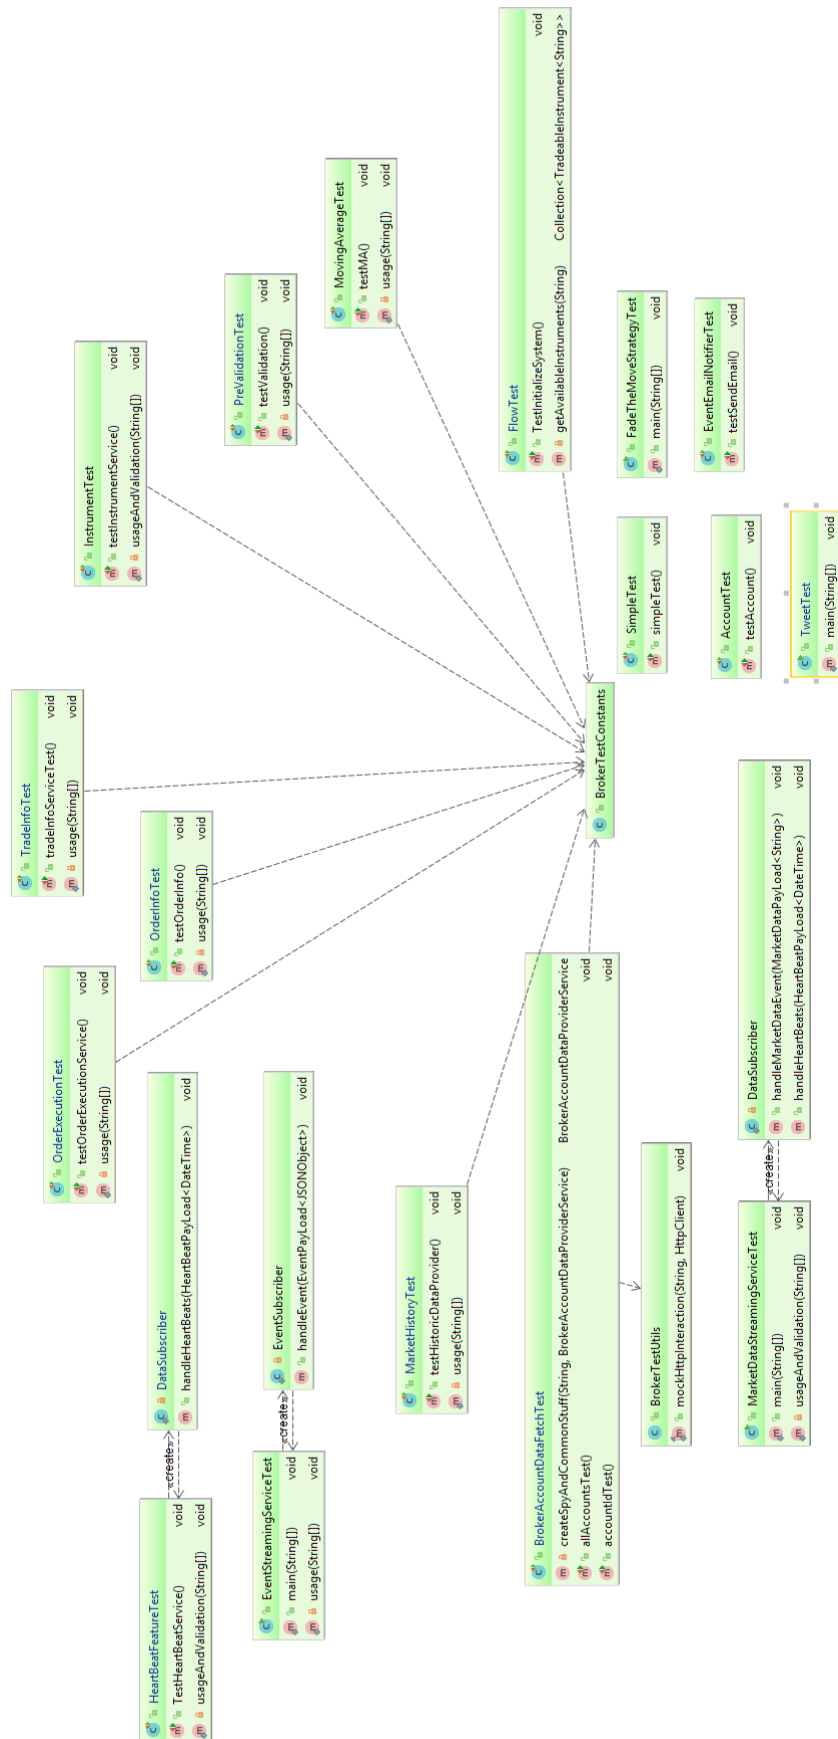 TradeInfoTest
tradeInfoServiceTest() void
usage(String[]) void
OrderExecutionTest
testOrderExecutionService() void
usage(String[]) void
InstrumentTest
testInstrumentService() void
usageAndValidation(String[]) void
OrderInfoTest
testOrderInfo() void
usage(String[]) void
HeartBeatFeatureTest
TestHeartBeatService() void
usageAndValidation(String[]) void
«create»
DataSubscriber
handleHeartBeats(HeartBeatPayLoad<DateTime>) void
PreValidationTest
testValidation() void
usage(String[]) void
EventStreamingServiceTest
main(String[]) void
usage(String[]) void
«create»
EventSubscriber
handleEvent(EventPayLoad<JSONObject>) void
MovingAverageTest
testMA() void
usage(String[]) void
MarketHistoryTest
testHistoricDataProvider() void
usage(String[]) void
FlowTest
TestInitializeSystem() void
getAvailableInstruments(String) Collection<TradeableInstrument<String>>
BrokerAccountDataFetchTest
createSpyAndCommonStuff(String, BrokerAccountDataProviderService) BrokerAccountDataProviderService
allAccountsTest() void
accountIdTest() void
BrokerTestConstants
SimpleTest
simpleTest() void
FadeTheMoveStrategyTest
main(String[]) void
BrokerTestUtils
mockHttpInteraction(String, HttpClient) void
EventEmailNotifierTest
testSendEmail() void
AccountTest
testAccount() void
MarketDataStreamingServiceTest
main(String[]) void
usageAndValidation(String[]) void
«create»
DataSubscriber
handleMarketDataEvent(MarketDataPayLoad<String>) void
handleHeartBeats(HeartBeatPayLoad<DateTime>) void
TweetTest
main(String[]) void